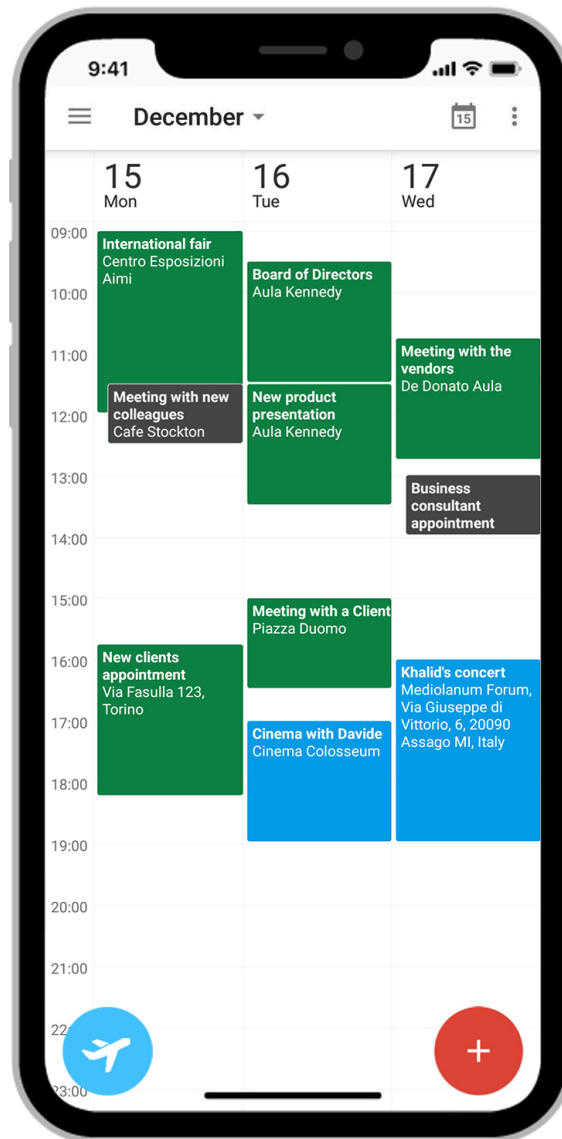 9:41
December
15
15
Mon
16
Tue
17
Wed
09:00
10:00
11:00
12:00
13:00
14:00
15:00
16:00
17:00
18:00
19:00
20:00
21:00
22
23:00
International fair
Centro Esposizioni
Aimi
Meeting with new
colleagues
Cafe Stockton
New clients
appointment
Via Fasulla 123,
Torino
Board of Directors
Aula Kennedy
New product
presentation
Aula Kennedy
Meeting with a Client
Piazza Duomo
Cinema with Davide
Cinema Colosseum
Meeting with the
vendors
De Donato Aula
Business
consultant
appointment
Khalid's concert
Mediolanum Forum,
Via Giuseppe di
Vittorio, 6, 20090
Assago MI, Italy
+